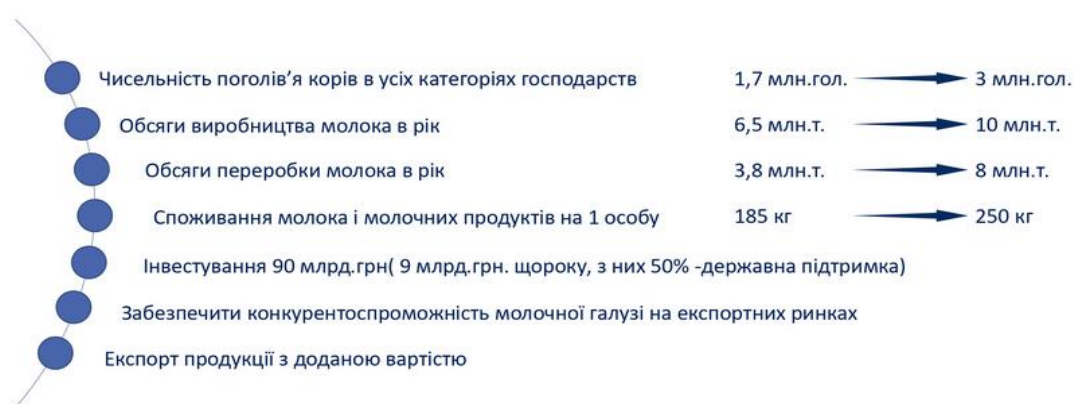 Чисельність поголів’я корів в усіх категоріях господарств 1,7 млн.гол. 3 млн.гол.
Обсяги виробництва молока в рік 6,5 млн.т. 10 млн.т.
Обсяги переробки молока в рік 3,8 млн.т. 8 млн.т.
Споживання молока і молочних продуктів на 1 особу 185 кг 250 кг
Інвестування 90 млрд.грн( 9 млрд.грн. щороку, з них 50% -державна підтримка)
Забезпечити конкурентоспроможність молочної галузі на експортних ринках
Експорт продукції з доданою вартістю